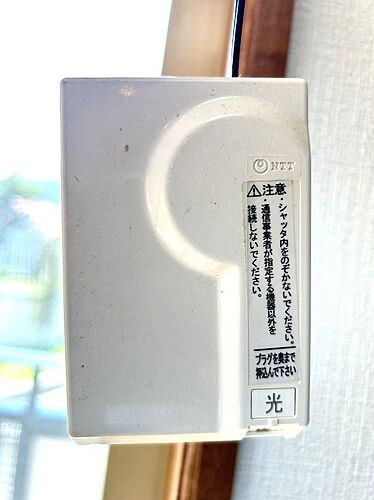 NTT
⚠注意
・シャッタ内をのぞかないでください。
・通信事業者が指定する機器以外を
接続しないでください。
プラグを奥まで
押込んで下さい
光